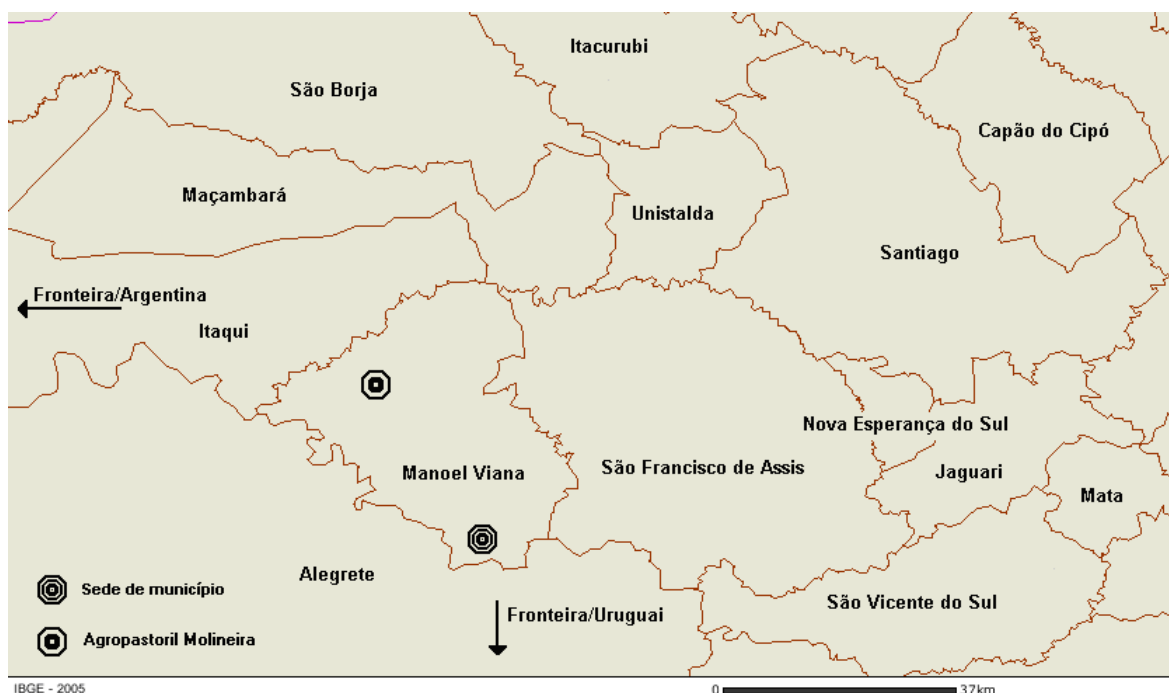 Itacurubi
São Borja
Capão do Cipó
Maçambará
Unistalda
Santiago
Fronteira/Argentina
Itaqui
Nova Esperança do Sul
São Francisco de Assis
Manoel Viana
Jaguari
Mata
Alegrete
Sede de município
São Vicente do Sul
Fronteira/Uruguai
Agropastoril Molineira
IBGE - 2005
0 37km